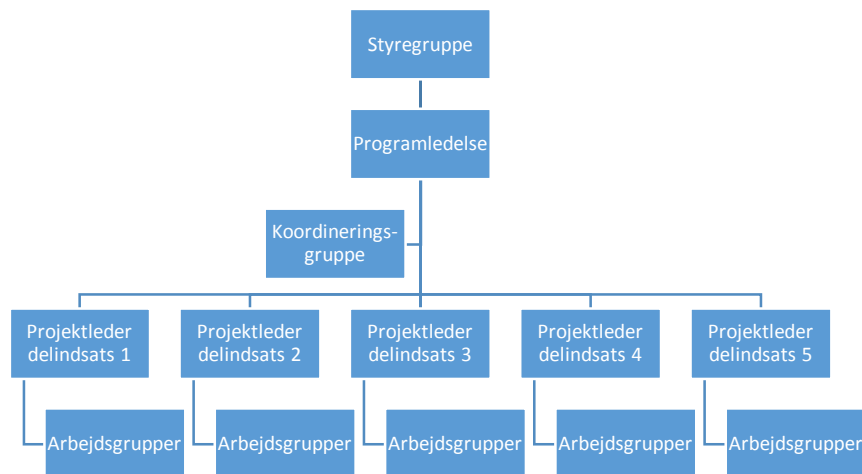 Styregruppe
Programledelse
Koordinerings-
gruppe
Projektleder
delindsats 1
Projektleder
delindsats 2
Projektleder
delindsats 3
Projektleder
delindsats 4
Projektleder
delindsats 5
Arbejdsgrupper
Arbejdsgrupper
Arbejdsgrupper
Arbejdsgrupper
Arbejdsgrupper